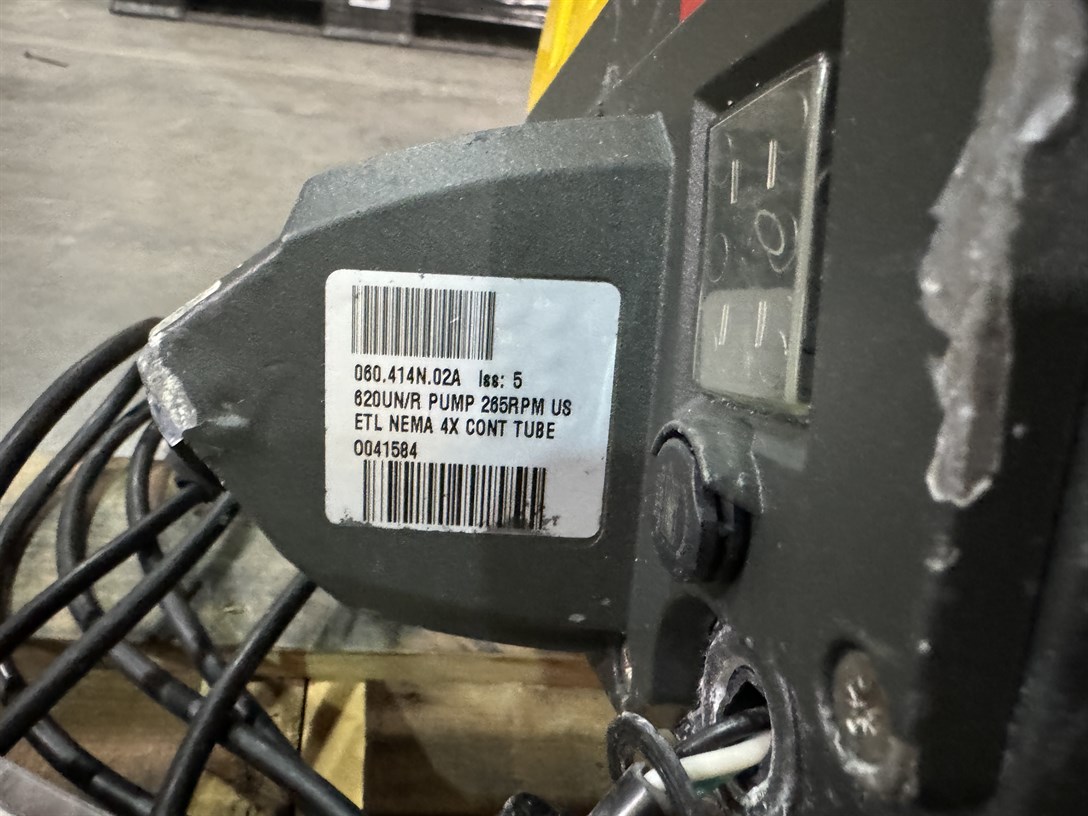 060.414N.02A Iss: 5
620UN/R PUMP 265RPM US
ETL NEMA 4X CONT TUBE
0041584